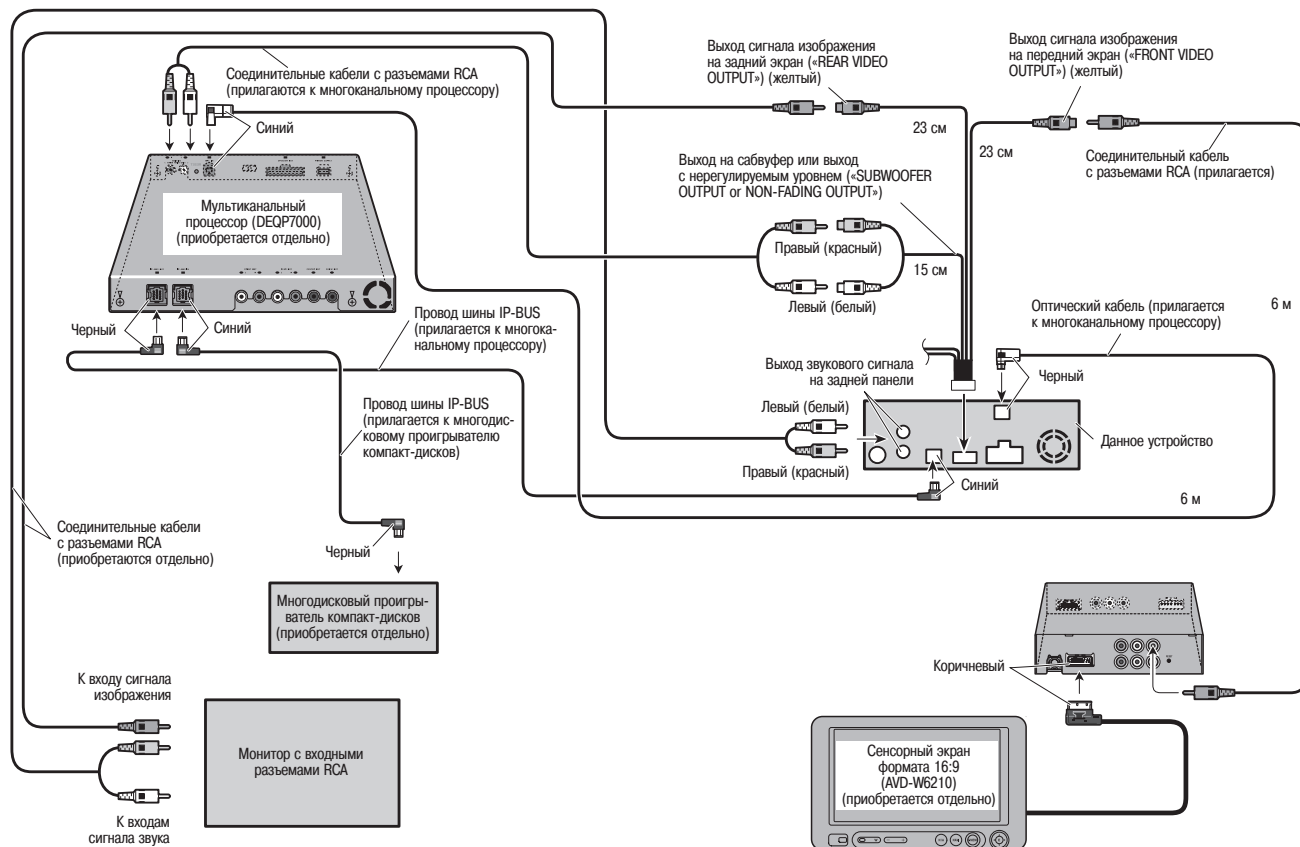 Соединительные кабели с разъемами RCA
(прилагаются к многоканальному процессору)
Синий
Мультиканальный
процессор (DEQP7000)
(приобретается отдельно)
Черный
Синий
Провод шины IP-BUS
(прилагается к многока-
нальному процессору)
Провод шины IP-BUS
(прилагается к многодис-
ковому проигрывателю
компакт-дисков)
Соединительные кабели
с разъемами RCA
(приобретаются отдельно)
Черный
Многодисковый проигры-
ватель компакт-дисков
(приобретается отдельно)
К входу сигнала
изображения
Монитор с входными
разъемами RCA
К входам
сигнала звука
Выход сигнала изображения
на задний экран («REAR VIDEO
OUTPUT») (желтый)
23 см
Выход сигнала изображения
на передний экран («FRONT VIDEO
OUTPUT») (желтый)
23 см
Соединительный кабель
с разъемами RCA (прилагается)
Выход на сабвуфер или выход
с нерегулируемым уровнем («SUBWOOFER
OUTPUT or NON-FADING OUTPUT»)
Правый (красный)
15 см
Левый (белый)
Оптический кабель (прилагается
к многоканальному процессору)
6 м
Выход звукового сигнала
на задней панели
Черный
Левый (белый)
Данное устройство
Правый (красный)
Синий
6 м
Коричневый
Сенсорный экран
формата 16:9
(AVD-W6210)
(приобретается отдельно)